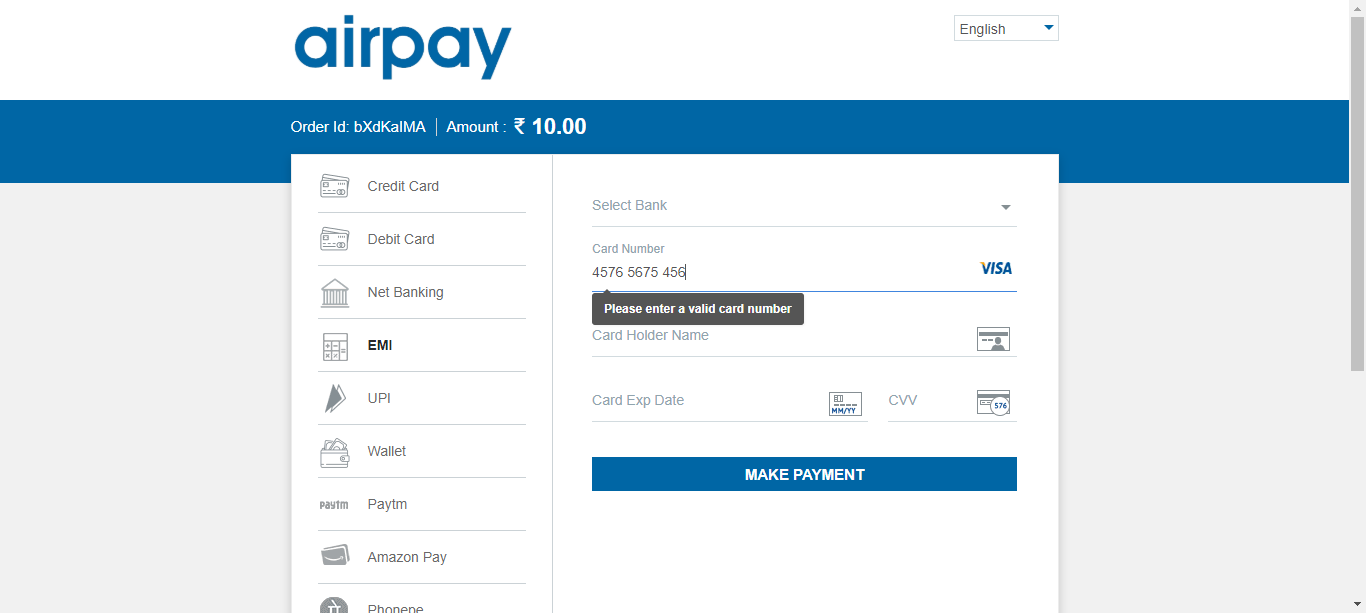 airpay
English
Order Id: bXdKaIMA | Amount : ₹ 10.00
Credit Card
Debit Card
Net Banking
EMI
UPI
Wallet
Paytm
Paytm
Amazon Pay
Phonepe
Select Bank
Card Number
4576 5675 456
VISA
Please enter a valid card number
Card Holder Name
Card Exp Date
MM/YY
CVV
576
MAKE PAYMENT